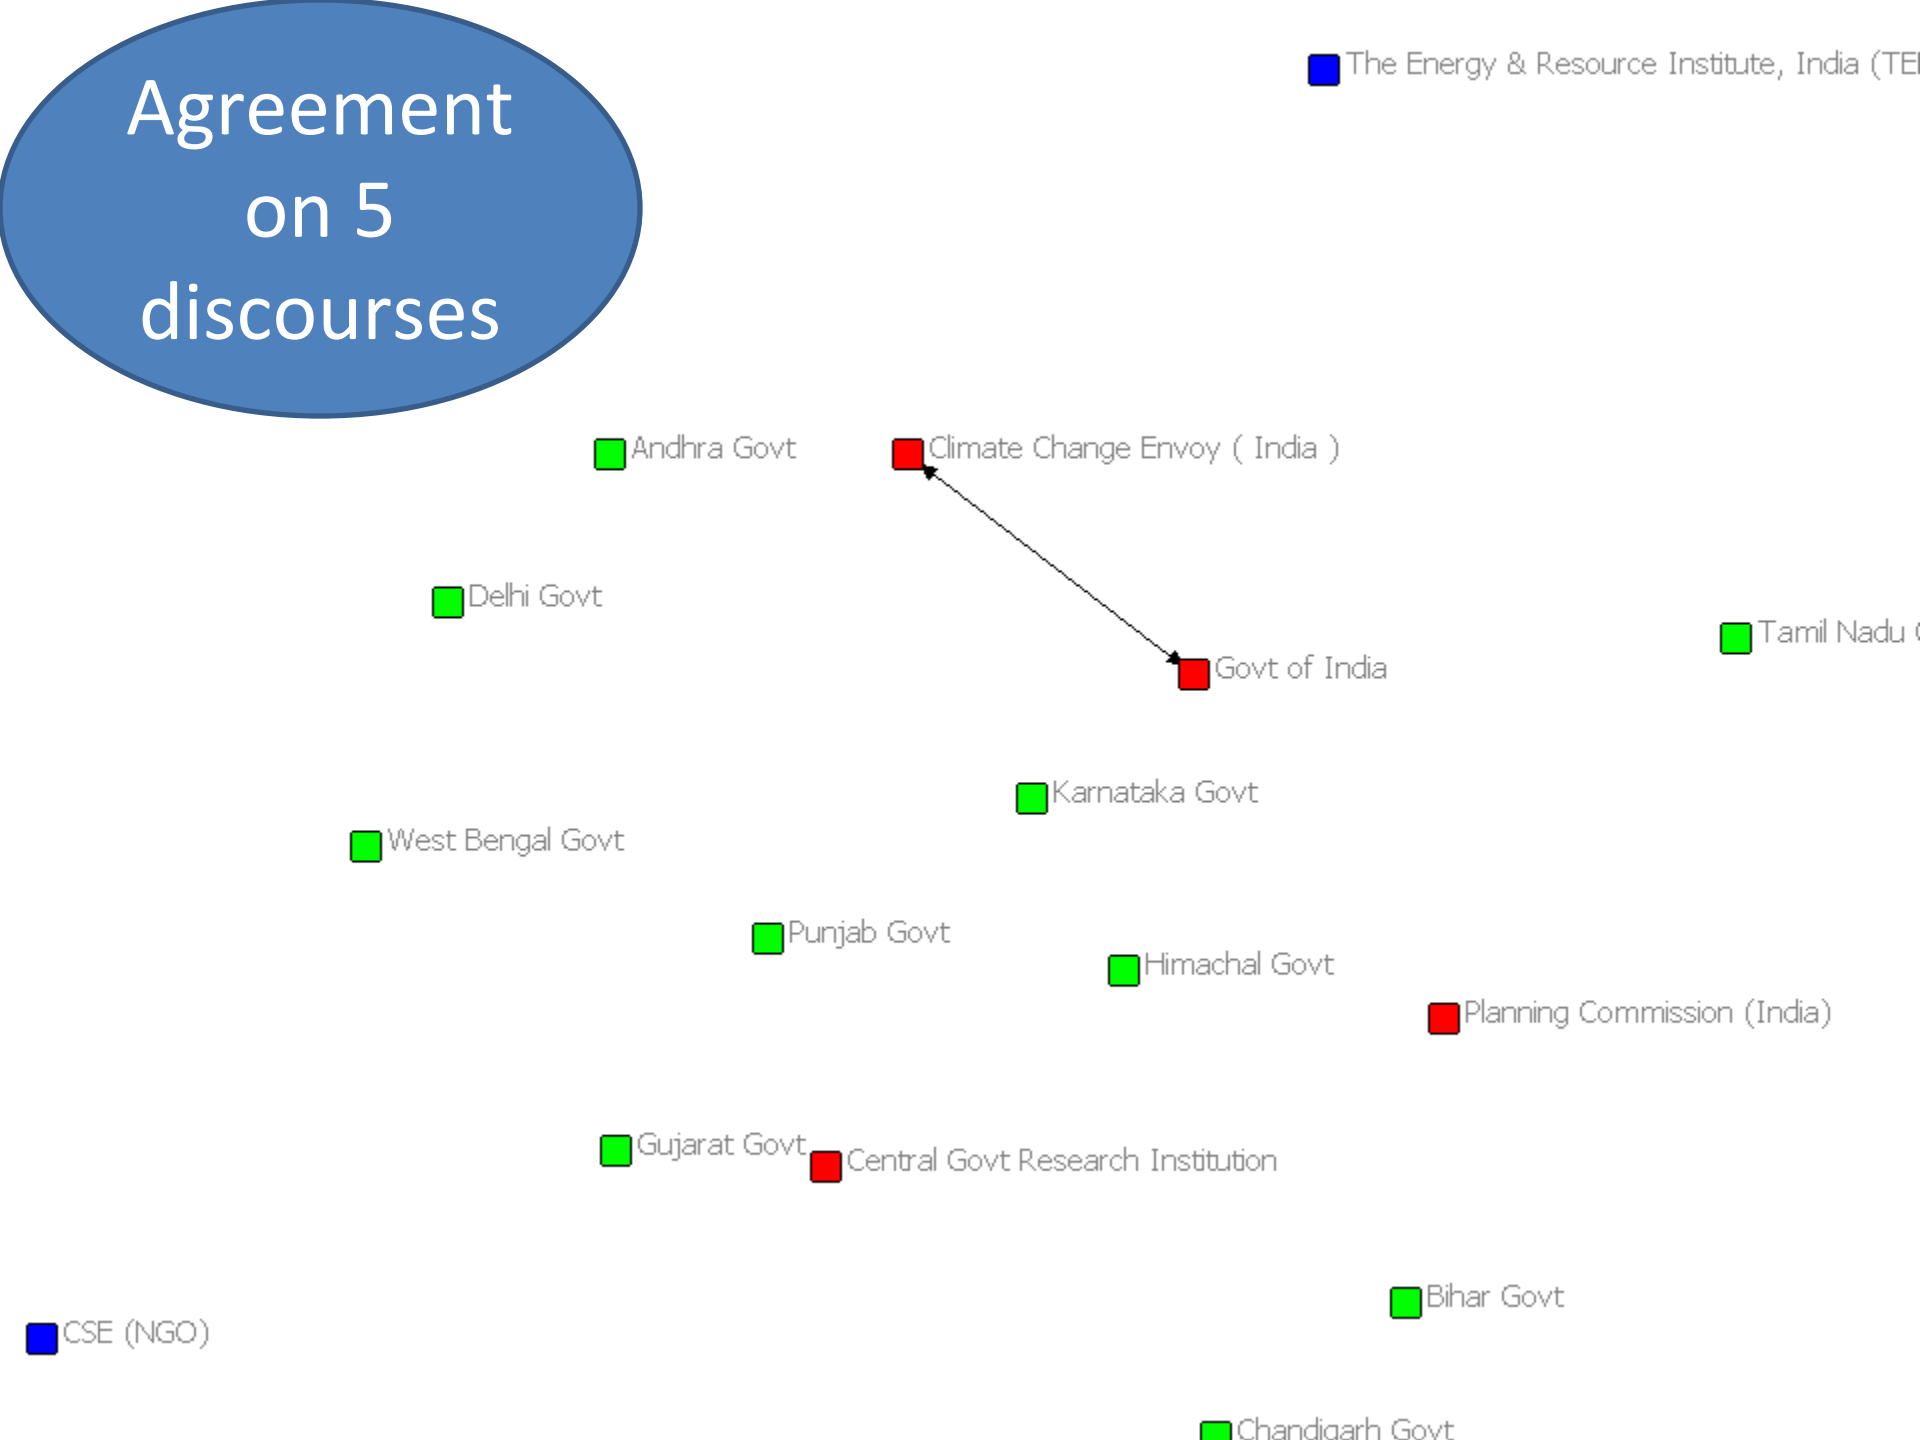 Agreement
on 5
discourses
The Energy & Resource Institute, India (TE
Andhra Govt
Climate Change Envoy ( India )
Delhi Govt
Tamil Nadu
Govt of India
Karnataka Govt
West Bengal Govt
Punjab Govt
Himachal Govt
Planning Commission (India)
Gujarat Govt
Central Govt Research Institution
Bihar Govt
CSE (NGO)
Chandigarh Govt